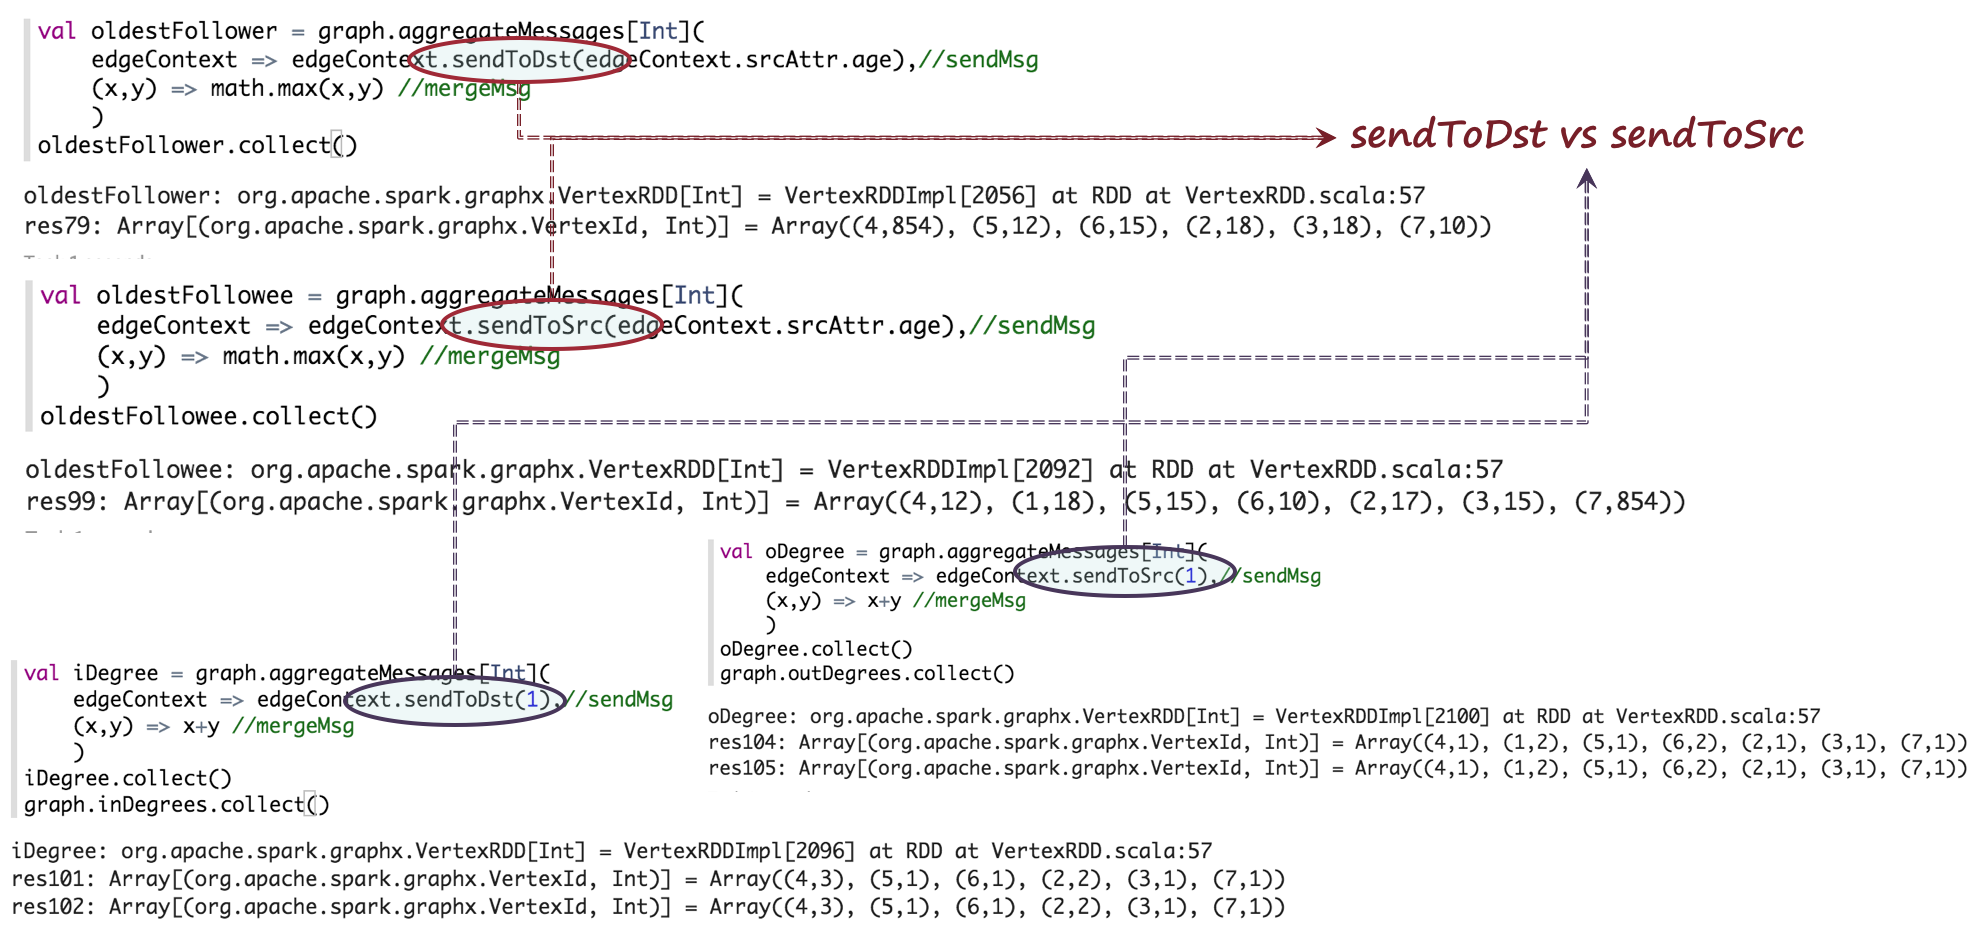 val oldestFollower = graph.aggregateMessages[Int](
edgeContext => edgeContext.sendToDst(edgeContext.srcAttr.age),//sendMsg
(x,y) => math.max(x,y) //mergeMsg
)
oldestFollower.collect()
sendToDst vs sendToSrc
oldestFollower: org.apache.spark.graphx.VertexRDD[Int] = VertexRDDImpl[2056] at RDD at VertexRDD.scala:57
res79: Array[(org.apache.spark.graphx.VertexId, Int)] = Array((4,854), (5,12), (6,15), (2,18), (3,18), (7,10))
val oldestFollowee = graph.aggregateMessages[Int](
edgeContext => edgeContext.sendToSrc(edgeContext.srcAttr.age),//sendMsg
(x,y) => math.max(x,y) //mergeMsg
)
oldestFollowee.collect()
oldestFollowee: org.apache.spark.graphx.VertexRDD[Int] = VertexRDDImpl[2092] at RDD at VertexRDD.scala:57
res99: Array[(org.apache.spark.graphx.VertexId, Int)] = Array((4,12), (1,18), (5,15), (6,10), (2,17), (3,15), (7,854))
val oDegree = graph.aggregateMessages[Int](
edgeContext => edgeContext.sendToSrc(1),//sendMsg
(x,y) => x+y //mergeMsg
)
oDegree.collect()
graph.outDegrees.collect()
oDegree: org.apache.spark.graphx.VertexRDD[Int] = VertexRDDImpl[2100] at RDD at VertexRDD.scala:57
res104: Array[(org.apache.spark.graphx.VertexId, Int)] = Array((4,1), (1,2), (5,1), (6,2), (2,1), (3,1), (7,1))
res105: Array[(org.apache.spark.graphx.VertexId, Int)] = Array((4,1), (1,2), (5,1), (6,2), (2,1), (3,1), (7,1))
val iDegree = graph.aggregateMessages[Int](
edgeContext => edgeContext.sendToDst(1),//sendMsg
(x,y) => x+y //mergeMsg
)
iDegree.collect()
graph.inDegrees.collect()
iDegree: org.apache.spark.graphx.VertexRDD[Int] = VertexRDDImpl[2096] at RDD at VertexRDD.scala:57
res101: Array[(org.apache.spark.graphx.VertexId, Int)] = Array((4,3), (5,1), (6,1), (2,2), (3,1), (7,1))
res102: Array[(org.apache.spark.graphx.VertexId, Int)] = Array((4,3), (5,1), (6,1), (2,2), (3,1), (7,1))